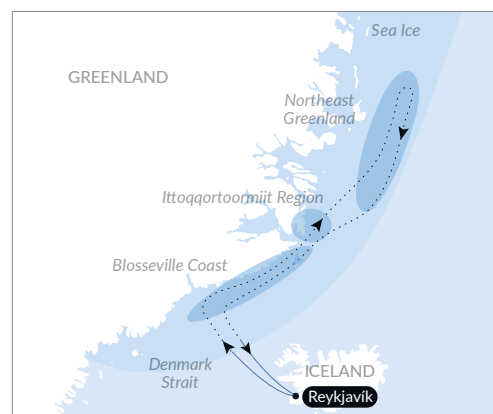 Sea Ice
GREENLAND
Northeast
Greenland
Ittoqqortoormiit Region
Blosseville Coast
Denmark
Strait
ICELAND
Reykjavík